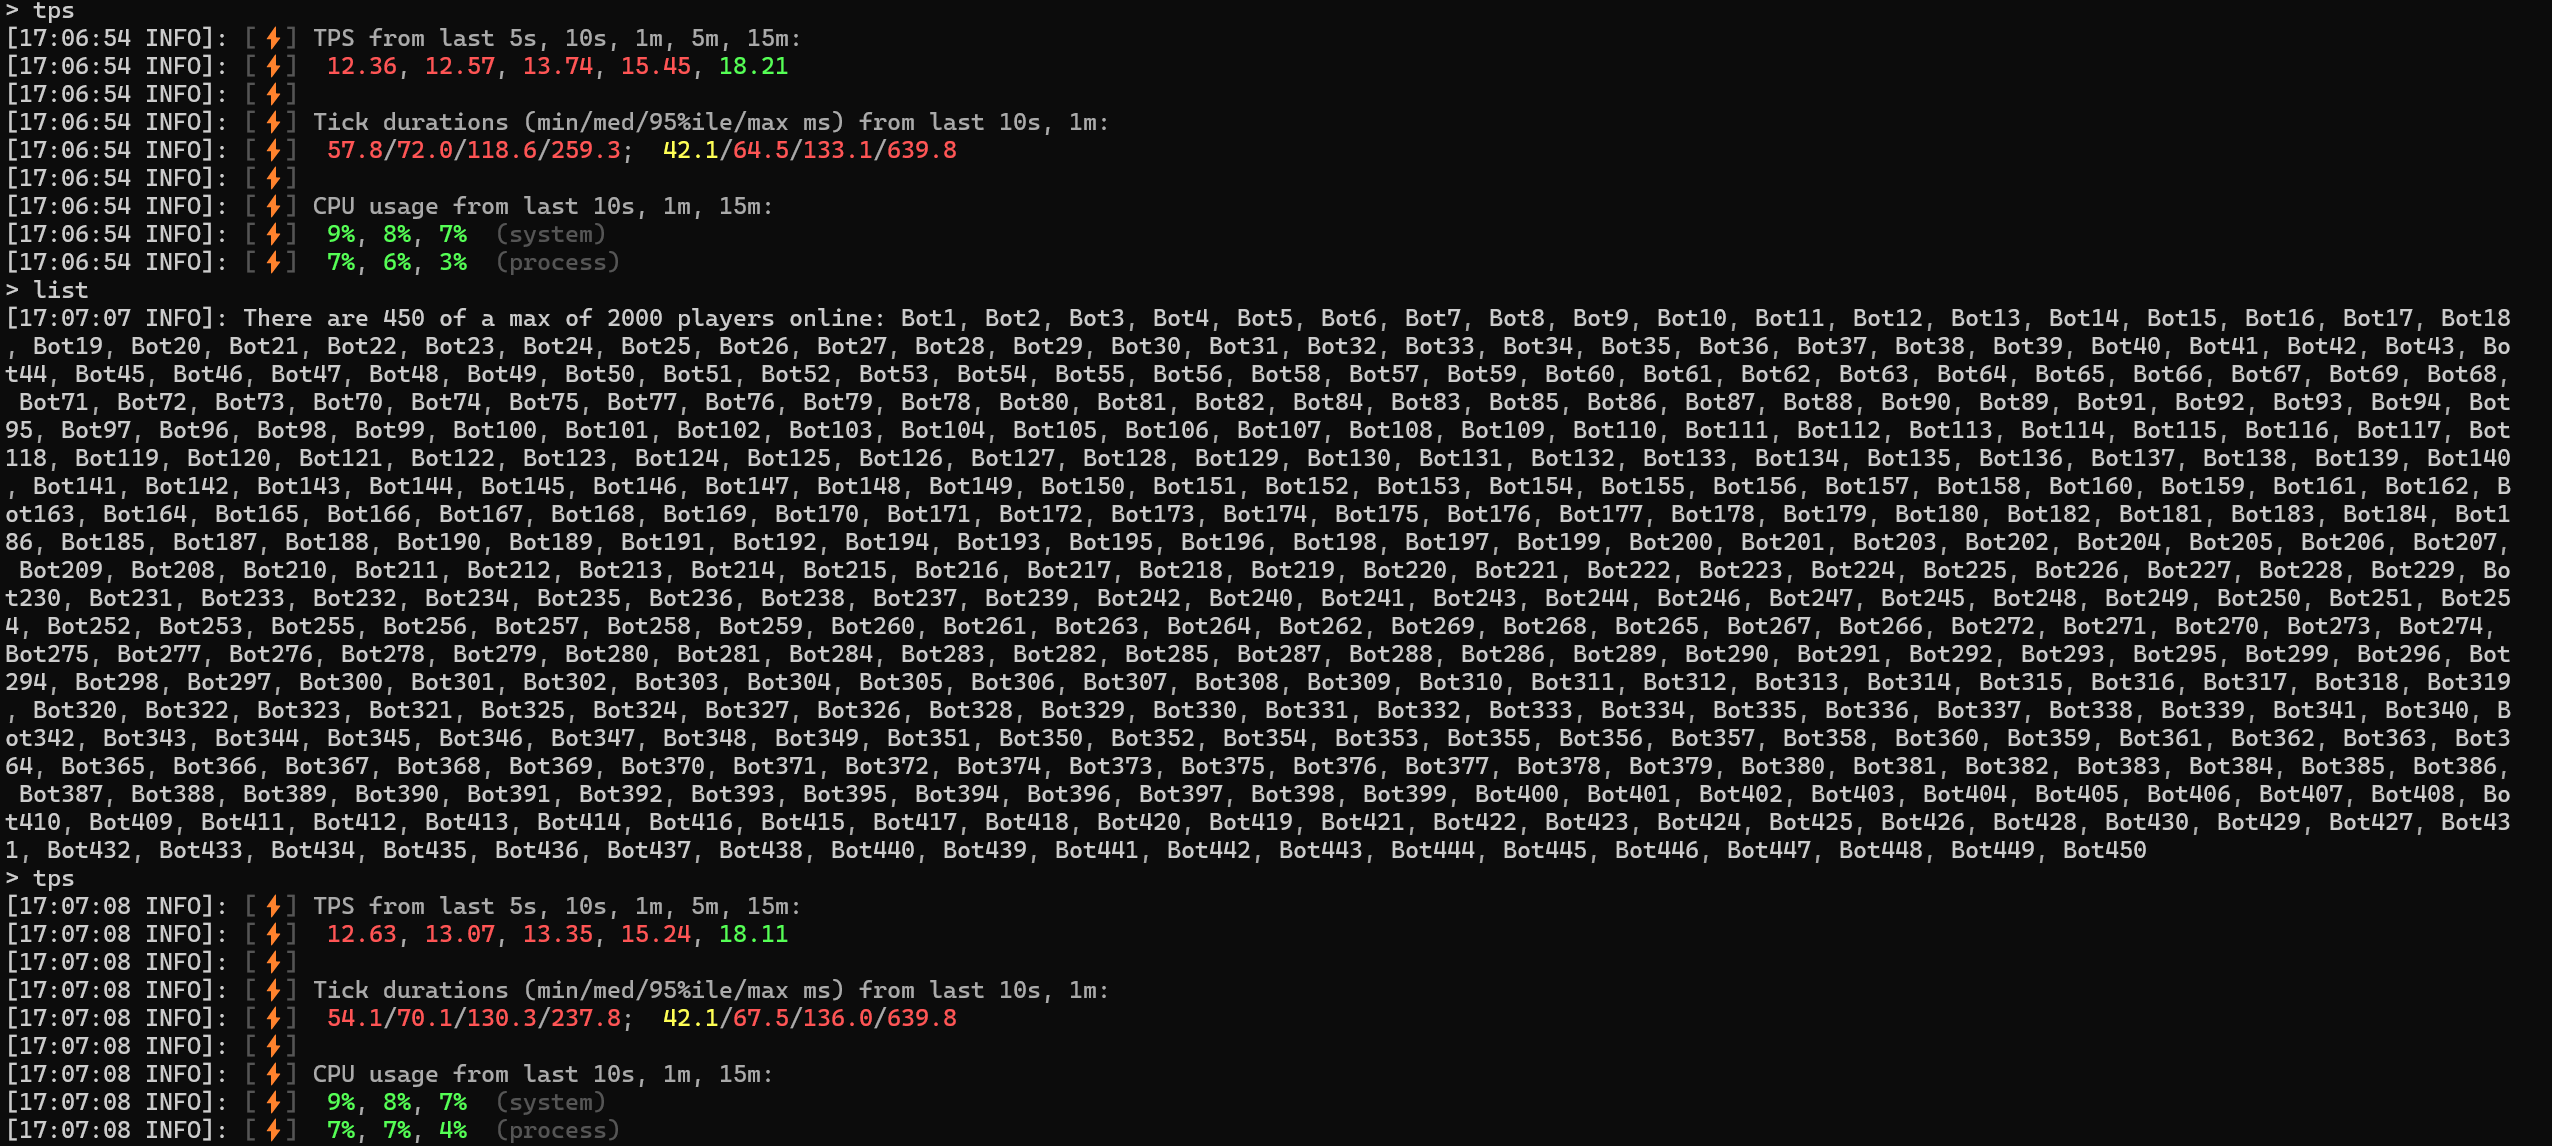 > tps
[17:06:54 INFO]: [⚡] TPS from last 5s, 10s, 1m, 5m, 15m:
[17:06:54 INFO]: [⚡]  12.36, 12.57, 13.74, 15.45, 18.21
[17:06:54 INFO]: [⚡]
[17:06:54 INFO]: [⚡] Tick durations (min/med/95%ile/max ms) from last 10s, 1m:
[17:06:54 INFO]: [⚡]  57.8/72.0/118.6/259.3;  42.1/64.5/133.1/639.8
[17:06:54 INFO]: [⚡]
[17:06:54 INFO]: [⚡] CPU usage from last 10s, 1m, 15m:
[17:06:54 INFO]: [⚡]  9%, 8%, 7%  (system)
[17:06:54 INFO]: [⚡]  7%, 6%, 3%  (process)
> list
[17:07:07 INFO]: There are 450 of a max of 2000 players online: Bot1, Bot2, Bot3, Bot4, Bot5, Bot6, Bot7, Bot8, Bot9, Bot10, Bot11, Bot12, Bot13, Bot14, Bot15, Bot16, Bot17, Bot18
, Bot19, Bot20, Bot21, Bot22, Bot23, Bot24, Bot25, Bot26, Bot27, Bot28, Bot29, Bot30, Bot31, Bot32, Bot33, Bot34, Bot35, Bot36, Bot37, Bot38, Bot39, Bot40, Bot41, Bot42, Bot43, Bo
t44, Bot45, Bot46, Bot47, Bot48, Bot49, Bot50, Bot51, Bot52, Bot53, Bot54, Bot55, Bot56, Bot58, Bot57, Bot59, Bot60, Bot61, Bot62, Bot63, Bot64, Bot65, Bot66, Bot67, Bot69, Bot68,
 Bot71, Bot72, Bot73, Bot70, Bot74, Bot75, Bot77, Bot76, Bot79, Bot78, Bot80, Bot81, Bot82, Bot84, Bot83, Bot85, Bot86, Bot87, Bot88, Bot90, Bot89, Bot91, Bot92, Bot93, Bot94, Bot
95, Bot97, Bot96, Bot98, Bot99, Bot100, Bot101, Bot102, Bot103, Bot104, Bot105, Bot106, Bot107, Bot108, Bot109, Bot110, Bot111, Bot112, Bot113, Bot114, Bot115, Bot116, Bot117, Bot
118, Bot119, Bot120, Bot121, Bot122, Bot123, Bot124, Bot125, Bot126, Bot127, Bot128, Bot129, Bot130, Bot131, Bot132, Bot133, Bot134, Bot135, Bot136, Bot137, Bot138, Bot139, Bot140
, Bot141, Bot142, Bot143, Bot144, Bot145, Bot146, Bot147, Bot148, Bot149, Bot150, Bot151, Bot152, Bot153, Bot154, Bot155, Bot156, Bot157, Bot158, Bot160, Bot159, Bot161, Bot162, B
ot163, Bot164, Bot165, Bot166, Bot167, Bot168, Bot169, Bot170, Bot171, Bot172, Bot173, Bot174, Bot175, Bot176, Bot177, Bot178, Bot179, Bot180, Bot182, Bot181, Bot183, Bot184, Bot1
86, Bot185, Bot187, Bot188, Bot190, Bot189, Bot191, Bot192, Bot194, Bot193, Bot195, Bot196, Bot198, Bot197, Bot199, Bot200, Bot201, Bot203, Bot202, Bot204, Bot205, Bot206, Bot207,
 Bot209, Bot208, Bot210, Bot211, Bot212, Bot213, Bot214, Bot215, Bot216, Bot217, Bot218, Bot219, Bot220, Bot221, Bot222, Bot223, Bot224, Bot225, Bot226, Bot227, Bot228, Bot229, Bo
t230, Bot231, Bot233, Bot232, Bot234, Bot235, Bot236, Bot238, Bot237, Bot239, Bot242, Bot240, Bot241, Bot243, Bot244, Bot246, Bot247, Bot245, Bot248, Bot249, Bot250, Bot251, Bot25
4, Bot252, Bot253, Bot255, Bot256, Bot257, Bot258, Bot259, Bot260, Bot261, Bot263, Bot264, Bot262, Bot269, Bot268, Bot265, Bot267, Bot266, Bot272, Bot271, Bot270, Bot273, Bot274,
Bot275, Bot277, Bot276, Bot278, Bot279, Bot280, Bot281, Bot284, Bot283, Bot282, Bot285, Bot287, Bot288, Bot286, Bot289, Bot290, Bot291, Bot292, Bot293, Bot295, Bot299, Bot296, Bot
294, Bot298, Bot297, Bot300, Bot301, Bot302, Bot303, Bot304, Bot305, Bot306, Bot307, Bot308, Bot309, Bot310, Bot311, Bot312, Bot313, Bot314, Bot315, Bot316, Bot317, Bot318, Bot319
, Bot320, Bot322, Bot323, Bot321, Bot325, Bot324, Bot327, Bot326, Bot328, Bot329, Bot330, Bot331, Bot332, Bot333, Bot334, Bot335, Bot336, Bot337, Bot338, Bot339, Bot341, Bot340, B
ot342, Bot343, Bot344, Bot345, Bot346, Bot347, Bot348, Bot349, Bot351, Bot350, Bot352, Bot354, Bot353, Bot355, Bot356, Bot357, Bot358, Bot360, Bot359, Bot361, Bot362, Bot363, Bot3
64, Bot365, Bot366, Bot367, Bot368, Bot369, Bot370, Bot371, Bot372, Bot374, Bot373, Bot375, Bot376, Bot377, Bot378, Bot379, Bot380, Bot381, Bot382, Bot383, Bot384, Bot385, Bot386,
 Bot387, Bot388, Bot389, Bot390, Bot391, Bot392, Bot393, Bot395, Bot394, Bot396, Bot397, Bot398, Bot399, Bot400, Bot401, Bot402, Bot403, Bot404, Bot405, Bot406, Bot407, Bot408, Bo
t410, Bot409, Bot411, Bot412, Bot413, Bot414, Bot416, Bot415, Bot417, Bot418, Bot420, Bot419, Bot421, Bot422, Bot423, Bot424, Bot425, Bot426, Bot428, Bot430, Bot429, Bot427, Bot43
1, Bot432, Bot433, Bot434, Bot435, Bot436, Bot437, Bot438, Bot440, Bot439, Bot441, Bot442, Bot443, Bot444, Bot445, Bot446, Bot447, Bot448, Bot449, Bot450
> tps
[17:07:08 INFO]: [⚡] TPS from last 5s, 10s, 1m, 5m, 15m:
[17:07:08 INFO]: [⚡]  12.63, 13.07, 13.35, 15.24, 18.11
[17:07:08 INFO]: [⚡]
[17:07:08 INFO]: [⚡] Tick durations (min/med/95%ile/max ms) from last 10s, 1m:
[17:07:08 INFO]: [⚡]  54.1/70.1/130.3/237.8;  42.1/67.5/136.0/639.8
[17:07:08 INFO]: [⚡]
[17:07:08 INFO]: [⚡] CPU usage from last 10s, 1m, 15m:
[17:07:08 INFO]: [⚡]  9%, 8%, 7%  (system)
[17:07:08 INFO]: [⚡]  7%, 7%, 4%  (process)